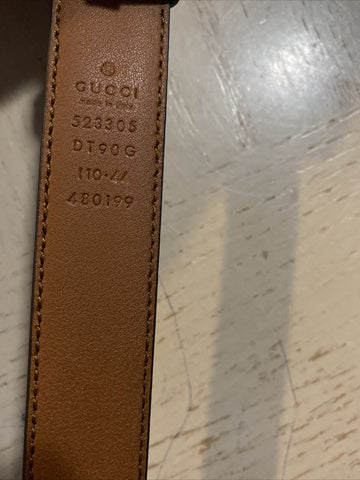 GUCCI
made in Italy
523305
DT90G
110·44
480199